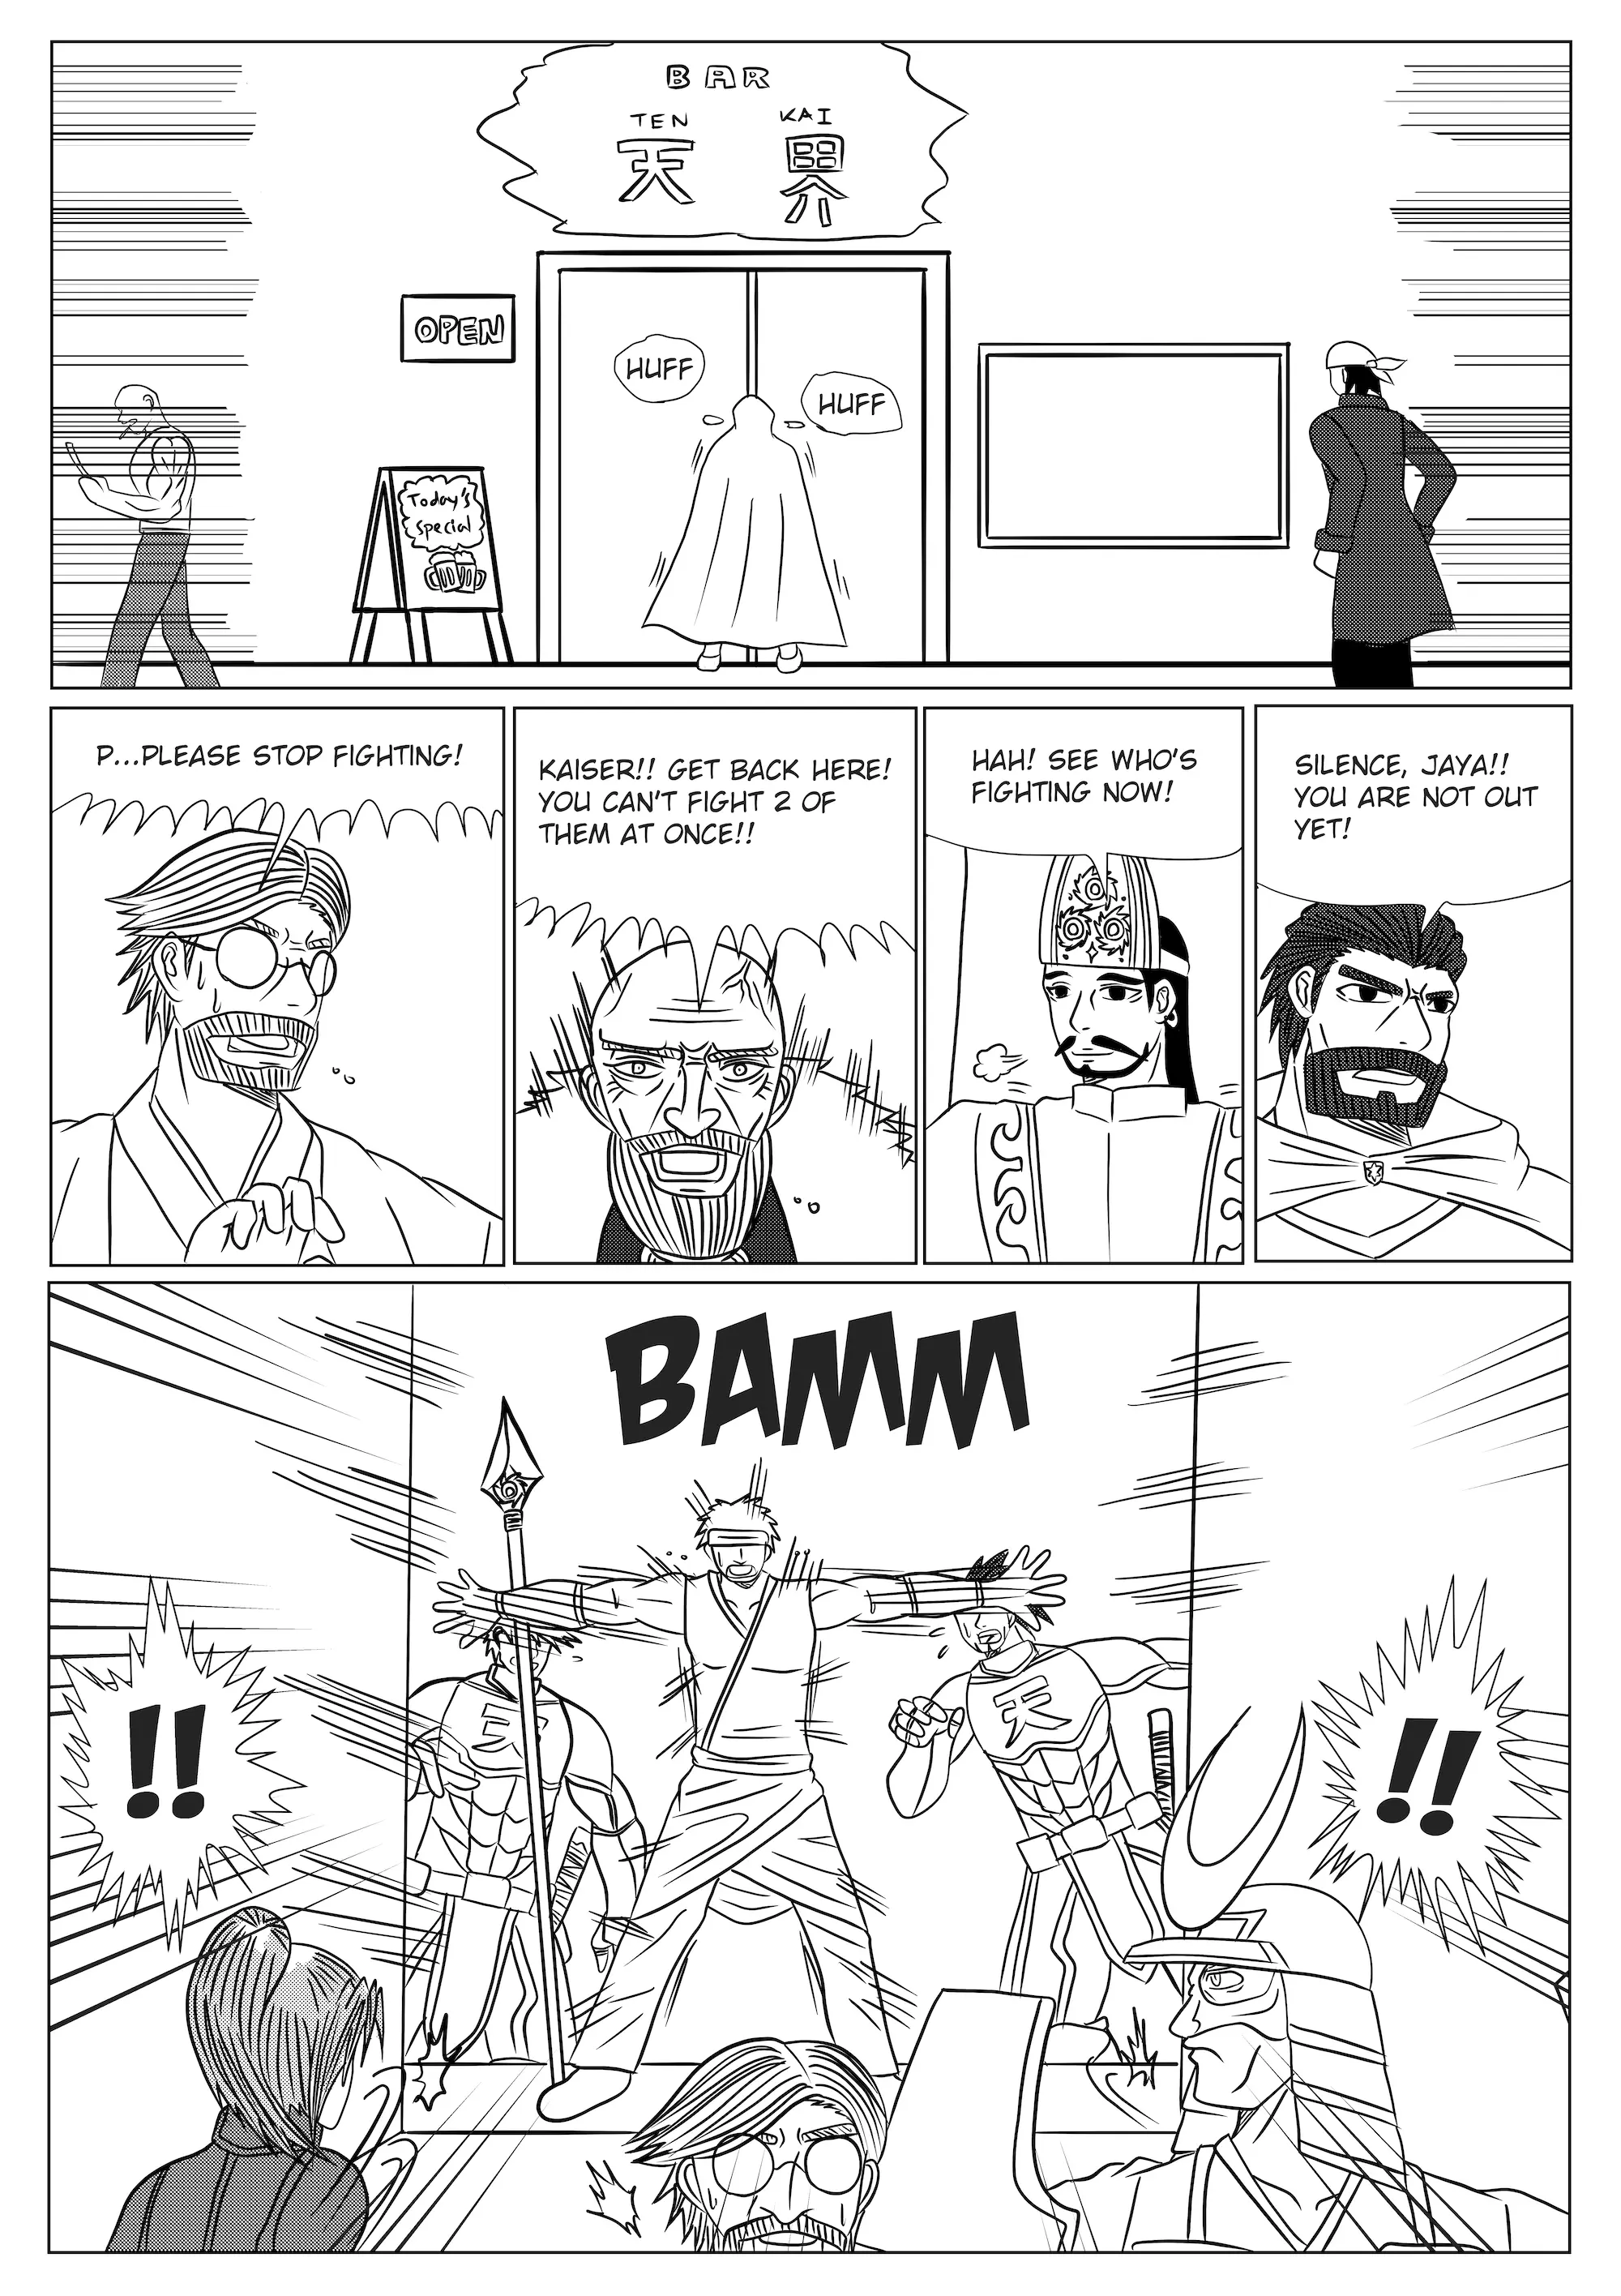 BAR
TEN KAI
天 界
OPEN
HUFF
HUFF
Today's
special
P...PLEASE STOP FIGHTING!
KAISER!! GET BACK HERE!
YOU CAN'T FIGHT 2 OF
THEM AT ONCE!!
HAH! SEE WHO'S
FIGHTING NOW!
SILENCE, JAYA!!
YOU ARE NOT OUT
YET!
BAMM
天
天
!!
!!